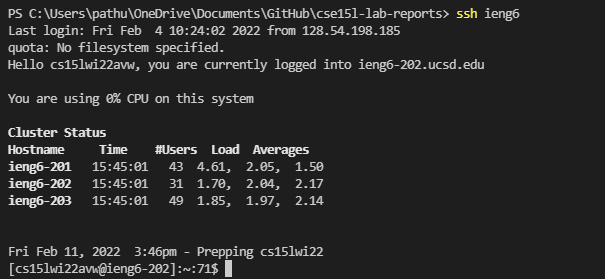 PS C:\Users\pathu\OneDrive\Documents\GitHub\cse15l-lab-reports> ssh ieng6
Last login: Fri Feb  4 10:24:02 2022 from 128.54.198.185
quota: No filesystem specified.
Hello cs15lwi22avw, you are currently logged into ieng6-202.ucsd.edu

You are using 0% CPU on this system

Cluster Status
Hostname     Time    #Users  Load  Averages
ieng6-201   15:45:01   43  4.61,  2.05,  1.50
ieng6-202   15:45:01   31  1.70,  2.04,  2.17
ieng6-203   15:45:01   49  1.85,  1.97,  2.14

Fri Feb 11, 2022  3:46pm - Prepping cs15lwi22
[cs15lwi22avw@ieng6-202]:~:71$